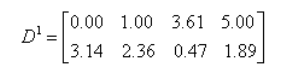 D¹ = [0.00 1.00 3.61 5.00
3.14 2.36 0.47 1.89]